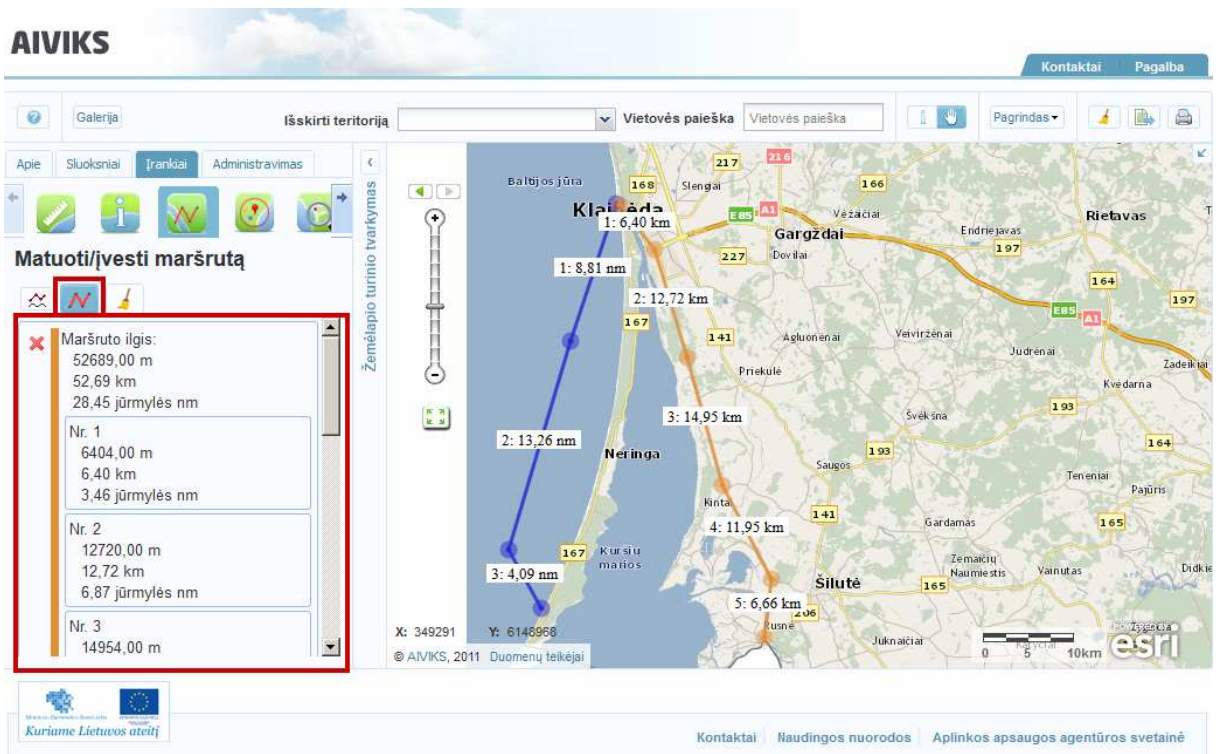 AIVIKS
Kontaktai Pagalba
Galerija
Išskirti teritoriją
Vietovės paieška
Vietovės paieška
Pagrindas
Apie Sluoksniai Įrankiai Administravimas
Matuoti/įvesti maršrutą
Maršruto ilgis:
52689,00 m
52,69 km
28,45 jūrmylės nm
Nr. 1
6404,00 m
6,40 km
3,46 jūrmylės nm
Nr. 2
12720,00 m
12,72 km
6,87 jūrmylės nm
Nr. 3
14954,00 m
Žemėlapio turinio tvarkymas
Baltijos jūra
168
Slengiai
217
216
166
Klaipėda
1: 6,40 km
E85
A1
Vėžaičiai
Gargždai
Endriejavas
Rietavas
197
227
Dovilai
1: 8,81 nm
164
2: 12,72 km
197
E85
A1
167
141
Agluonėnai
Veiviržėnai
Judrėnai
Priekulė
Žadeikiai
Kvėdarna
3: 14,95 km
Švėkšna
193
2: 13,26 nm
Neringa
193
164
Saugos
Teneniai
Pajūris
Kintai
141
4: 11,95 km
Gardamas
165
167
Kuršių
marios
Žemaičių
Naumiestis
Vainutas
Didkie
3: 4,09 nm
Šilutė
165
5: 6,66 km
206
Rusnė
Juknaičiai
X: 349291 Y: 6148968
© AIVIKS, 2011 Duomenų teikėjai
0 5 10km
esri
Kuriame Lietuvos ateitį
Kontaktai Naudingos nuorodos Aplinkos apsaugos agentūros svetainė